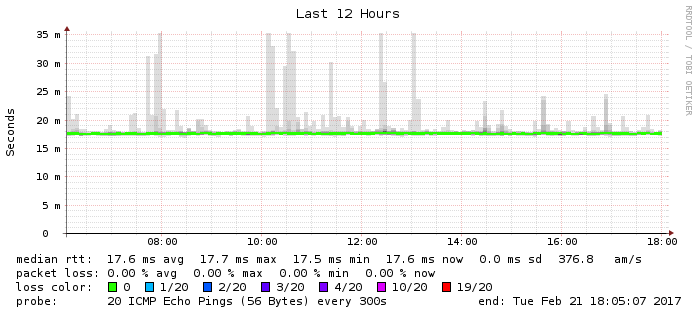 Last 12 Hours
RRDTOOL / TOBI OETIKER
Seconds
35 m
30 m
25 m
20 m
15 m
10 m
5 m
0
08:00 10:00 12:00 14:00 16:00 18:00
median rtt: 17.6 ms avg 17.7 ms max 17.5 ms min 17.6 ms now 0.0 ms sd 376.8 am/s
packet loss: 0.00 % avg 0.00 % max 0.00 % min 0.00 % now
loss color: 0 1/20 2/20 3/20 4/20 10/20 19/20
probe: 20 ICMP Echo Pings (56 Bytes) every 300s end: Tue Feb 21 18:05:07 2017